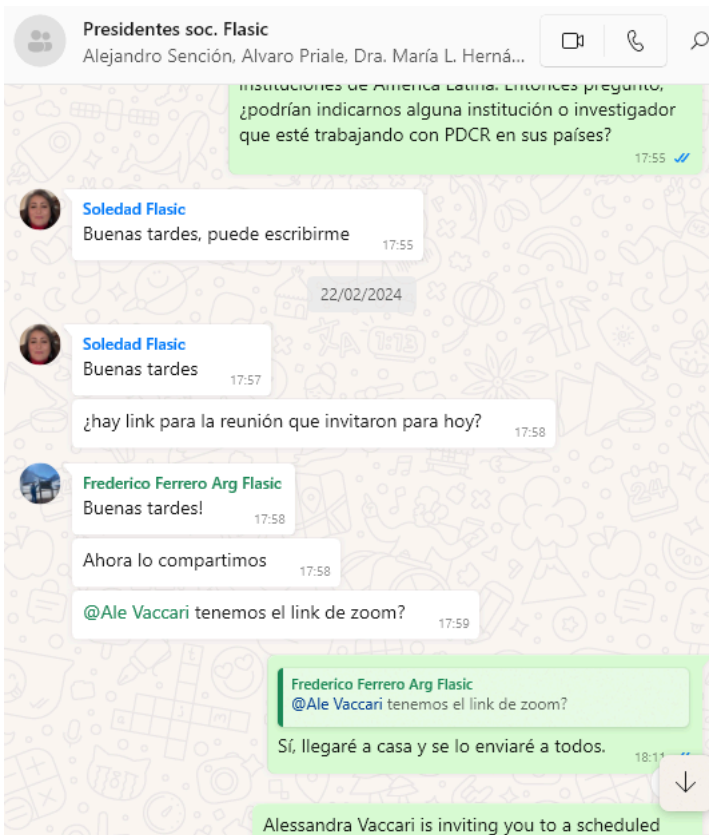 Presidentes soc. Flasic
Alejandro Sención, Alvaro Priale, Dra. María L. Herná...
instituciones de América Latina. Entonces pregunto,
¿podrían indicarnos alguna institución o investigador
que esté trabajando con PDCR en sus países?
17:55
Soledad Flasic
Buenas tardes, puede escribirme
17:55
22/02/2024
Soledad Flasic
Buenas tardes
17:57
¿hay link para la reunión que invitaron para hoy?
17:58
Frederico Ferrero Arg Flasic
Buenas tardes!
17:58
Ahora lo compartimos
17:58
@Ale Vaccari tenemos el link de zoom?
17:59
Frederico Ferrero Arg Flasic
@Ale Vaccari tenemos el link de zoom?
Sí, llegaré a casa y se lo enviaré a todos.
18:11
Alessandra Vaccari is inviting you to a scheduled